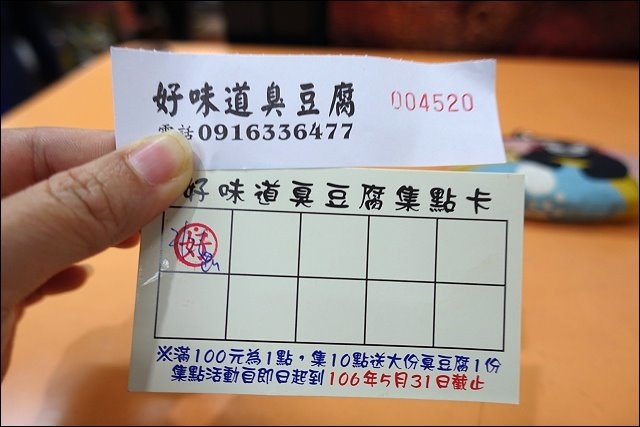 好味道臭豆腐 004520
電話0916336477
好味道臭豆腐集點卡
好
※滿100元為1點，集10點送大份臭豆腐1份
集點活動自即日起到106年5月31日截止